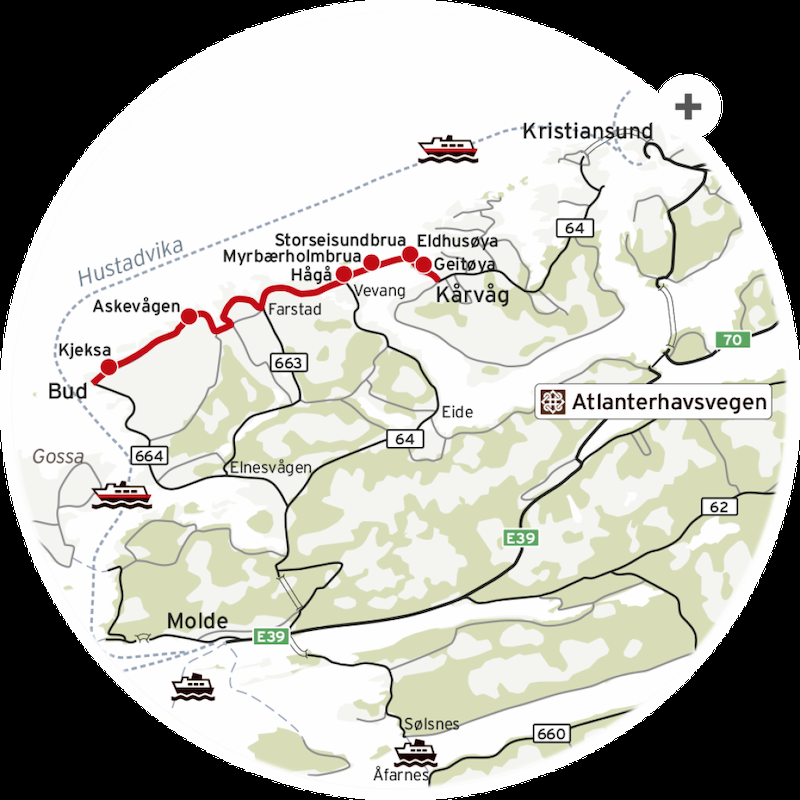 +
Kristiansund
64
Hustadvika
Storseisundbrua
Eldhusøya
Myrbærholmbrua
Geitøya
Hågå
Vevang
Kårvåg
Askevågen
Farstad
70
Kjeksa
663
Bud
Atlanterhavsvegen
Eide
64
Gossa
664
Elnesvågen
62
E39
Molde
E39
Sølsnes
660
Åfarnes